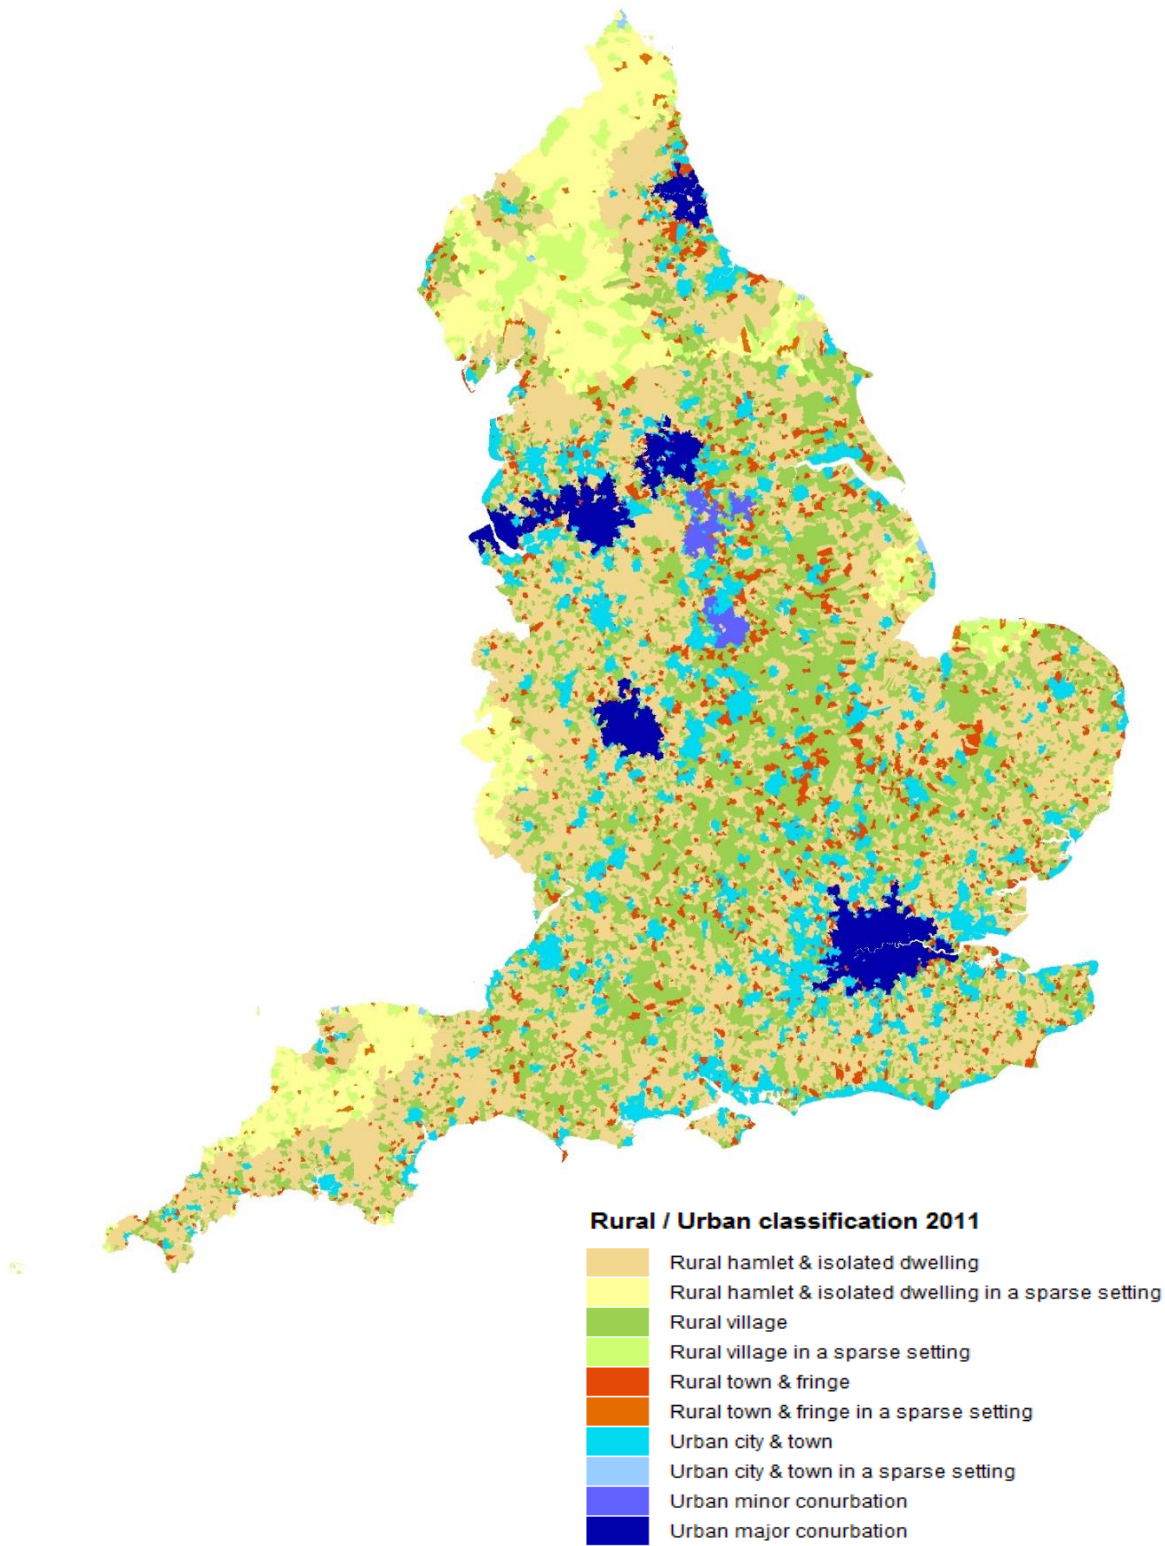 Rural / Urban classification 2011
Rural hamlet & isolated dwelling
Rural hamlet & isolated dwelling in a sparse setting
Rural village
Rural village in a sparse setting
Rural town & fringe
Rural town & fringe in a sparse setting
Urban city & town
Urban city & town in a sparse setting
Urban minor conurbation
Urban major conurbation